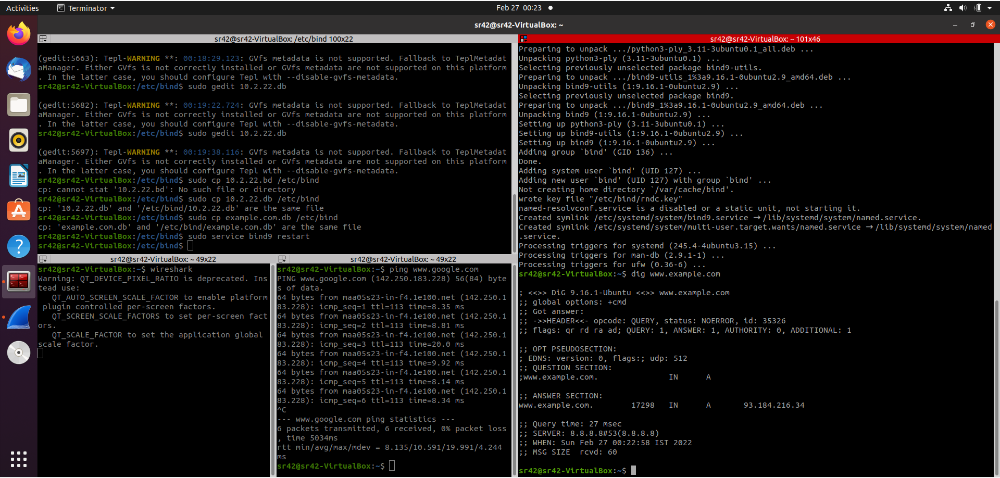 Activities
Terminator
Feb 27 00:23
sr42@sr42-VirtualBox: ~
sr42@sr42-VirtualBox: /etc/bind 100x22
(gedit:5663): Tepl-WARNING **: 00:18:29.123: GVfs metadata is not supported. Fallback to TeplMetadat
aManager. Either GVfs is not correctly installed or GVfs metadata are not supported on this platform
. In the latter case, you should configure Tepl with --disable-gvfs-metadata.
sr42@sr42-VirtualBox:/etc/bind$ sudo gedit 10.2.22.db
(gedit:5682): Tepl-WARNING **: 00:19:22.724: GVfs metadata is not supported. Fallback to TeplMetadat
aManager. Either GVfs is not correctly installed or GVfs metadata are not supported on this platform
. In the latter case, you should configure Tepl with --disable-gvfs-metadata.
sr42@sr42-VirtualBox:/etc/bind$ sudo gedit 10.2.22.db
(gedit:5697): Tepl-WARNING **: 00:19:38.116: GVfs metadata is not supported. Fallback to TeplMetadat
aManager. Either GVfs is not correctly installed or GVfs metadata are not supported on this platform
. In the latter case, you should configure Tepl with --disable-gvfs-metadata.
sr42@sr42-VirtualBox:/etc/bind$ sudo cp 10.2.22.bd /etc/bind
cp: cannot stat '10.2.22.bd': No such file or directory
sr42@sr42-VirtualBox:/etc/bind$ sudo cp 10.2.22.db /etc/bind
cp: '10.2.22.db' and '/etc/bind/10.2.22.db' are the same file
sr42@sr42-VirtualBox:/etc/bind$ sudo cp example.com.db /etc/bind
cp: 'example.com.db' and '/etc/bind/example.com.db' are the same file
sr42@sr42-VirtualBox:/etc/bind$ sudo service bind9 restart
sr42@sr42-VirtualBox:/etc/bind$
sr42@sr42-VirtualBox: ~ 49x22
sr42@sr42-VirtualBox:~$ wireshark
Warning: QT_DEVICE_PIXEL_RATIO is deprecated. Ins
tead use:
QT_AUTO_SCREEN_SCALE_FACTOR to enable platform
plugin controlled per-screen factors.
QT_SCREEN_SCALE_FACTORS to set per-screen fact
ors.
QT_SCALE_FACTOR to set the application global
scale factor.
sr42@sr42-VirtualBox: ~ 49x22
sr42@sr42-VirtualBox:~$ ping www.google.com
PING www.google.com (142.250.183.228) 56(84) byte
s of data.
64 bytes from maa05s23-in-f4.1e100.net (142.250.1
83.228): icmp_seq=1 ttl=113 time=8.35 ms
64 bytes from maa05s23-in-f4.1e100.net (142.250.1
83.228): icmp_seq=2 ttl=113 time=8.81 ms
64 bytes from maa05s23-in-f4.1e100.net (142.250.1
83.228): icmp_seq=3 ttl=113 time=20.0 ms
64 bytes from maa05s23-in-f4.1e100.net (142.250.1
83.228): icmp_seq=4 ttl=113 time=9.92 ms
64 bytes from maa05s23-in-f4.1e100.net (142.250.1
83.228): icmp_seq=5 ttl=113 time=8.14 ms
64 bytes from maa05s23-in-f4.1e100.net (142.250.1
83.228): icmp_seq=6 ttl=113 time=8.34 ms
^C
--- www.google.com ping statistics ---
6 packets transmitted, 6 received, 0% packet loss
, time 5034ms
rtt min/avg/max/mdev = 8.135/10.591/19.991/4.244
ms
sr42@sr42-VirtualBox:~$
sr42@sr42-VirtualBox: ~ 101x46
Preparing to unpack .../python3-ply_3.11-3ubuntu0.1_all.deb ...
Unpacking python3-ply (3.11-3ubuntu0.1) ...
Selecting previously unselected package bind9-utils.
Preparing to unpack .../bind9-utils_1%3a9.16.1-0ubuntu2.9_amd64.deb ...
Unpacking bind9-utils (1:9.16.1-0ubuntu2.9) ...
Selecting previously unselected package bind9.
Preparing to unpack .../bind9_1%3a9.16.1-0ubuntu2.9_amd64.deb ...
Unpacking bind9 (1:9.16.1-0ubuntu2.9) ...
Setting up python3-ply (3.11-3ubuntu0.1) ...
Setting up bind9-utils (1:9.16.1-0ubuntu2.9) ...
Setting up bind9 (1:9.16.1-0ubuntu2.9) ...
Adding group `bind' (GID 136) ...
Done.
Adding system user `bind' (UID 127) ...
Adding new user `bind' (UID 127) with group `bind' ...
Not creating home directory `/var/cache/bind'.
wrote key file "/etc/bind/rndc.key"
named-resolvconf.service is a disabled or a static unit, not starting it.
Created symlink /etc/systemd/system/bind9.service → /lib/systemd/system/named.service.
Created symlink /etc/systemd/system/multi-user.target.wants/named.service → /lib/systemd/system/named
.service.
Processing triggers for systemd (245.4-4ubuntu3.15) ...
Processing triggers for man-db (2.9.1-1) ...
Processing triggers for ufw (0.36-6) ...
sr42@sr42-VirtualBox:~$ dig www.example.com
; <<>> DiG 9.16.1-Ubuntu <<>> www.example.com
;; global options: +cmd
;; Got answer:
;; ->>HEADER<<- opcode: QUERY, status: NOERROR, id: 35326
;; flags: qr rd ra ad; QUERY: 1, ANSWER: 1, AUTHORITY: 0, ADDITIONAL: 1
;; OPT PSEUDOSECTION:
; EDNS: version: 0, flags:; udp: 512
;; QUESTION SECTION:
;www.example.com. IN A
;; ANSWER SECTION:
www.example.com. 17298 IN A 93.184.216.34
;; Query time: 27 msec
;; SERVER: 8.8.8.8#53(8.8.8.8)
;; WHEN: Sun Feb 27 00:22:58 IST 2022
;; MSG SIZE rcvd: 60
sr42@sr42-VirtualBox:~$